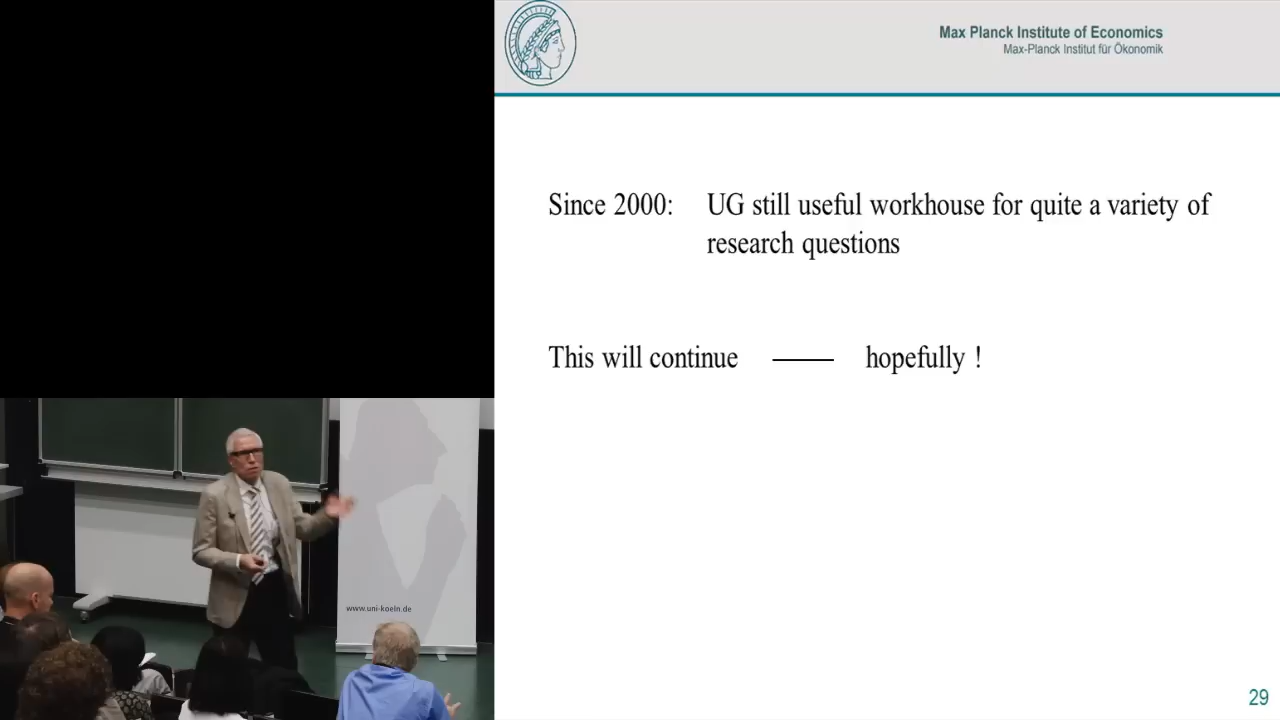 Max Planck Institute of Economics
Max-Planck Institut für Ökonomik
Since 2000: UG still useful workhouse for quite a variety of
research questions
This will continue —— hopefully !
www.uni-koeln.de
29